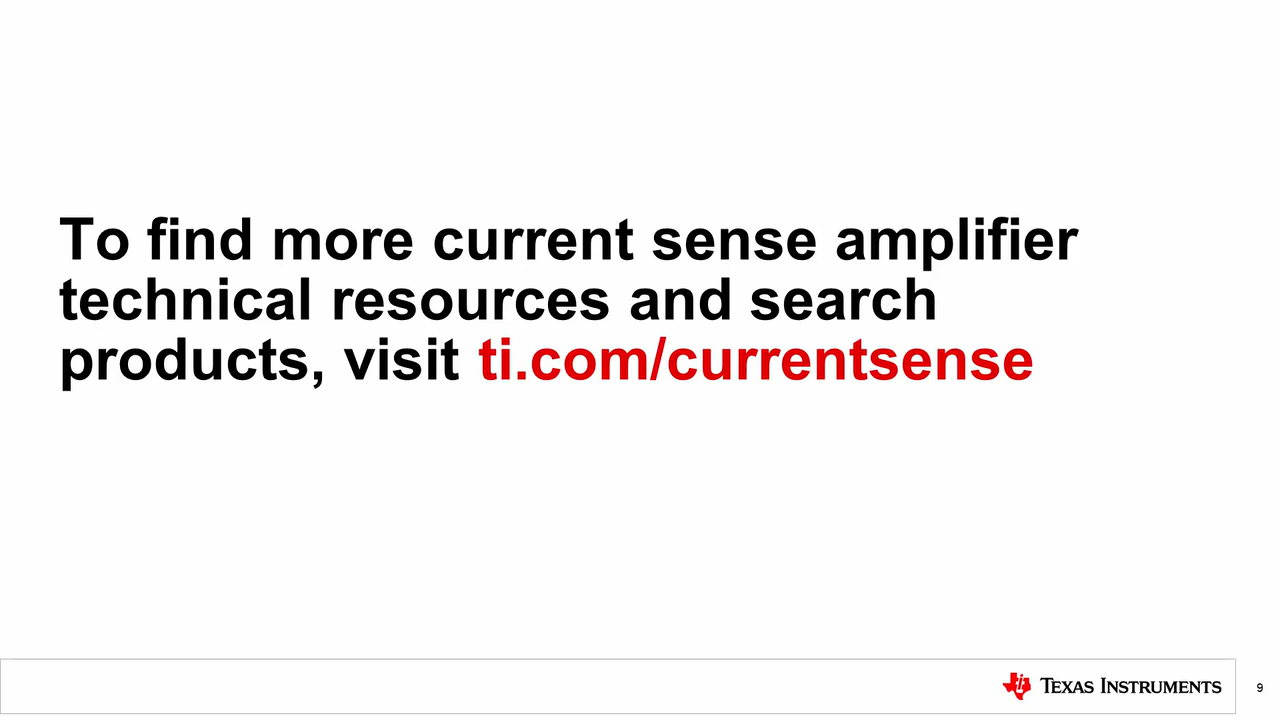 To find more current sense amplifier
technical resources and search
products, visit ti.com/currentsense
TEXAS INSTRUMENTS
9